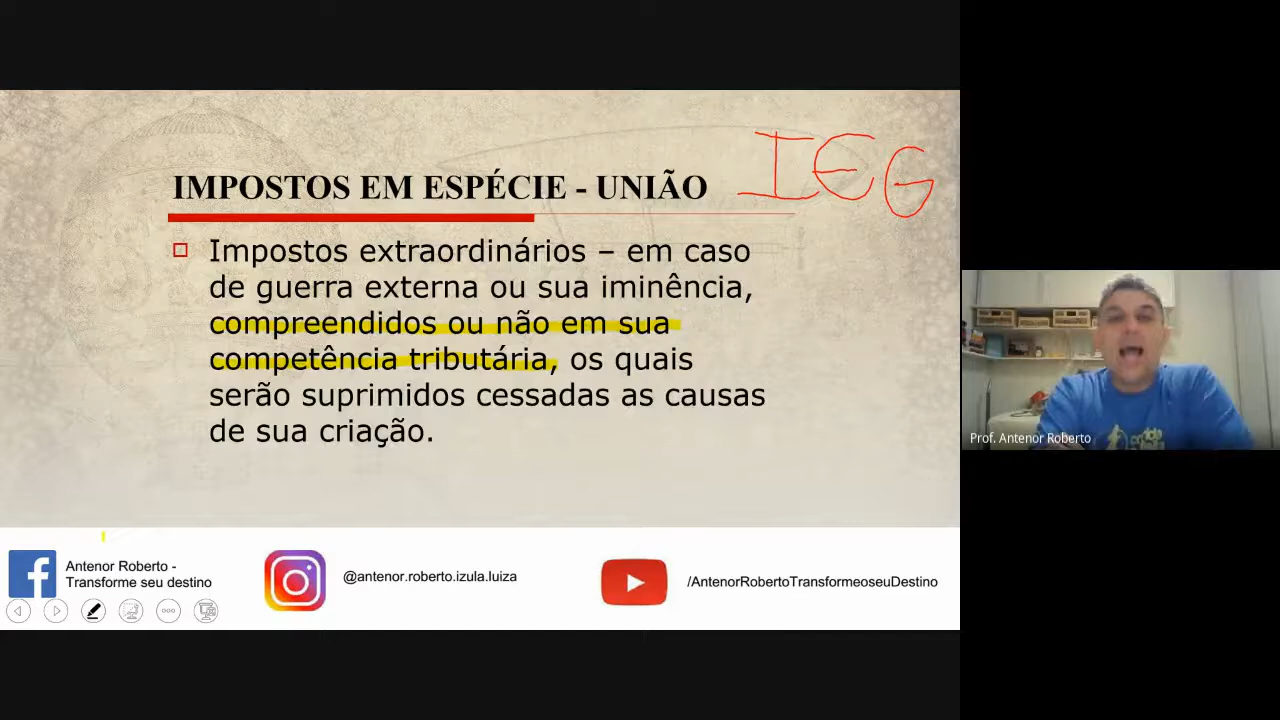 IMPOSTOS EM ESPÉCIE - UNIÃO
IEG
Impostos extraordinários – em caso
de guerra externa ou sua iminência,
compreendidos ou não em sua
competência tributária, os quais
serão suprimidos cessadas as causas
de sua criação.
Prof. Antenor Roberto
Antenor Roberto -
Transforme seu destino
@antenor.roberto.izula.luiza
/AntenorRobertoTransformeoseuDestino